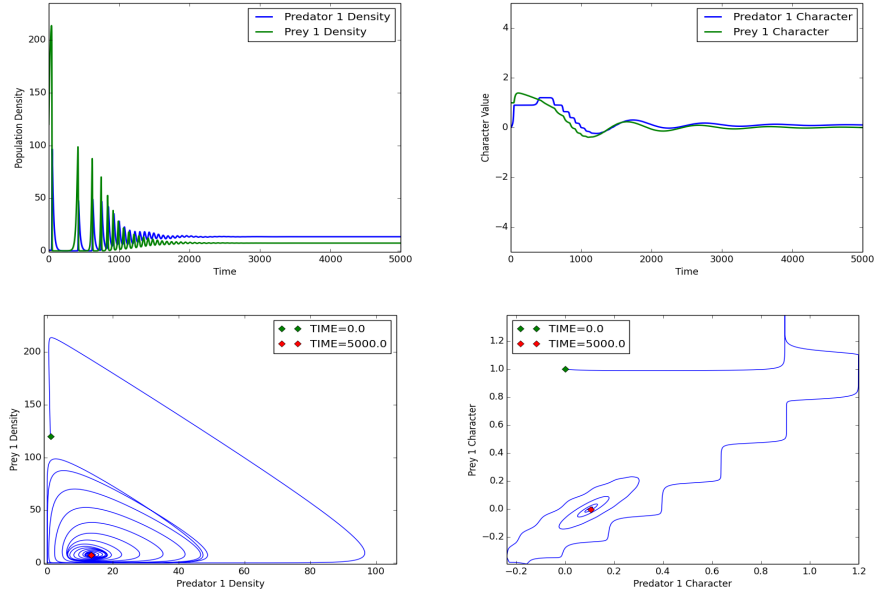 Predator 1 Density
Prey 1 Density
Population Density
200
150
100
50
0
0 1000 2000 3000 4000 5000
Time
Predator 1 Character
Prey 1 Character
Character Value
4
2
0
−2
−4
0 1000 2000 3000 4000 5000
Time
TIME=0.0
TIME=5000.0
Prey 1 Density
200
150
100
50
0
0 20 40 60 80 100
Predator 1 Density
TIME=0.0
TIME=5000.0
Prey 1 Character
1.2
1.0
0.8
0.6
0.4
0.2
0.0
−0.2
−0.2 0.0 0.2 0.4 0.6 0.8 1.0 1.2
Predator 1 Character